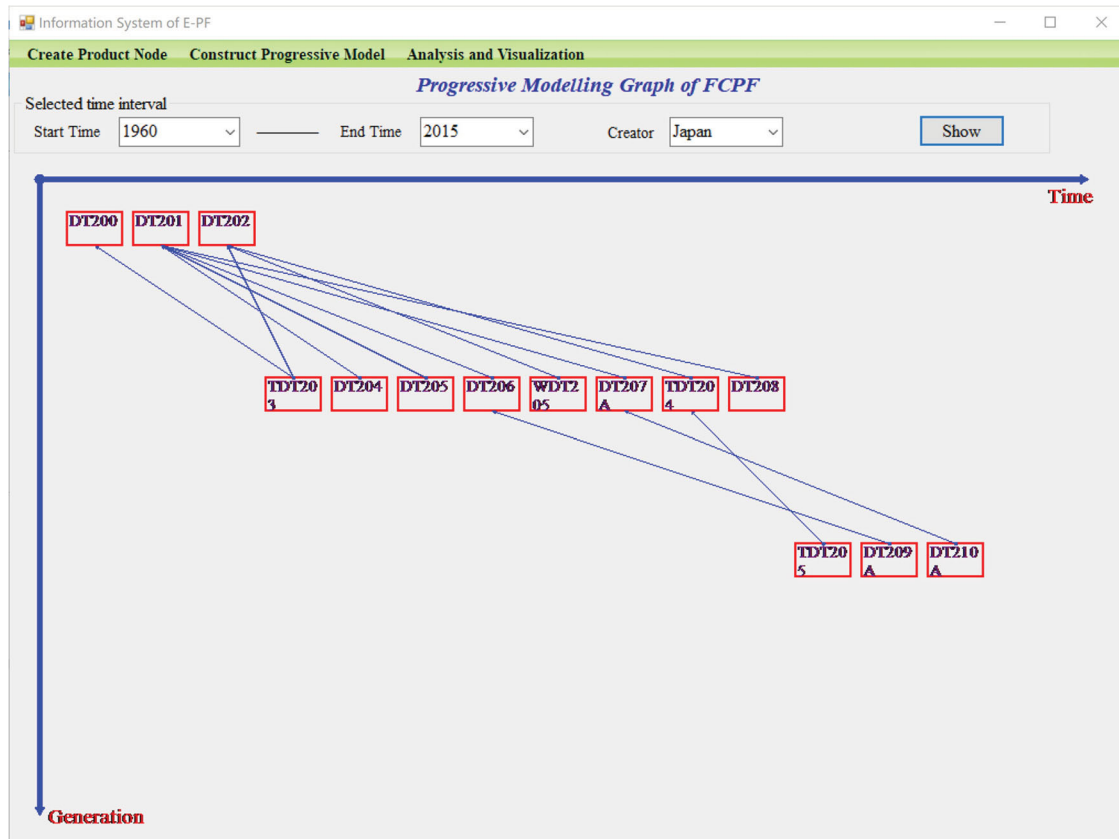 Information System of E-PF
Create Product Node Construct Progressive Model Analysis and Visualization
Progressive Modelling Graph of FCPF
Selected time interval
Start Time 1960 End Time 2015 Creator Japan Show
Time
DT200 DT201 DT202
TDT20 DT204 DT205 DT206 WDT2 DT207 TDT20 DT208
3 05 A 4
TDT20 DT209 DT210
5 A A
Generation